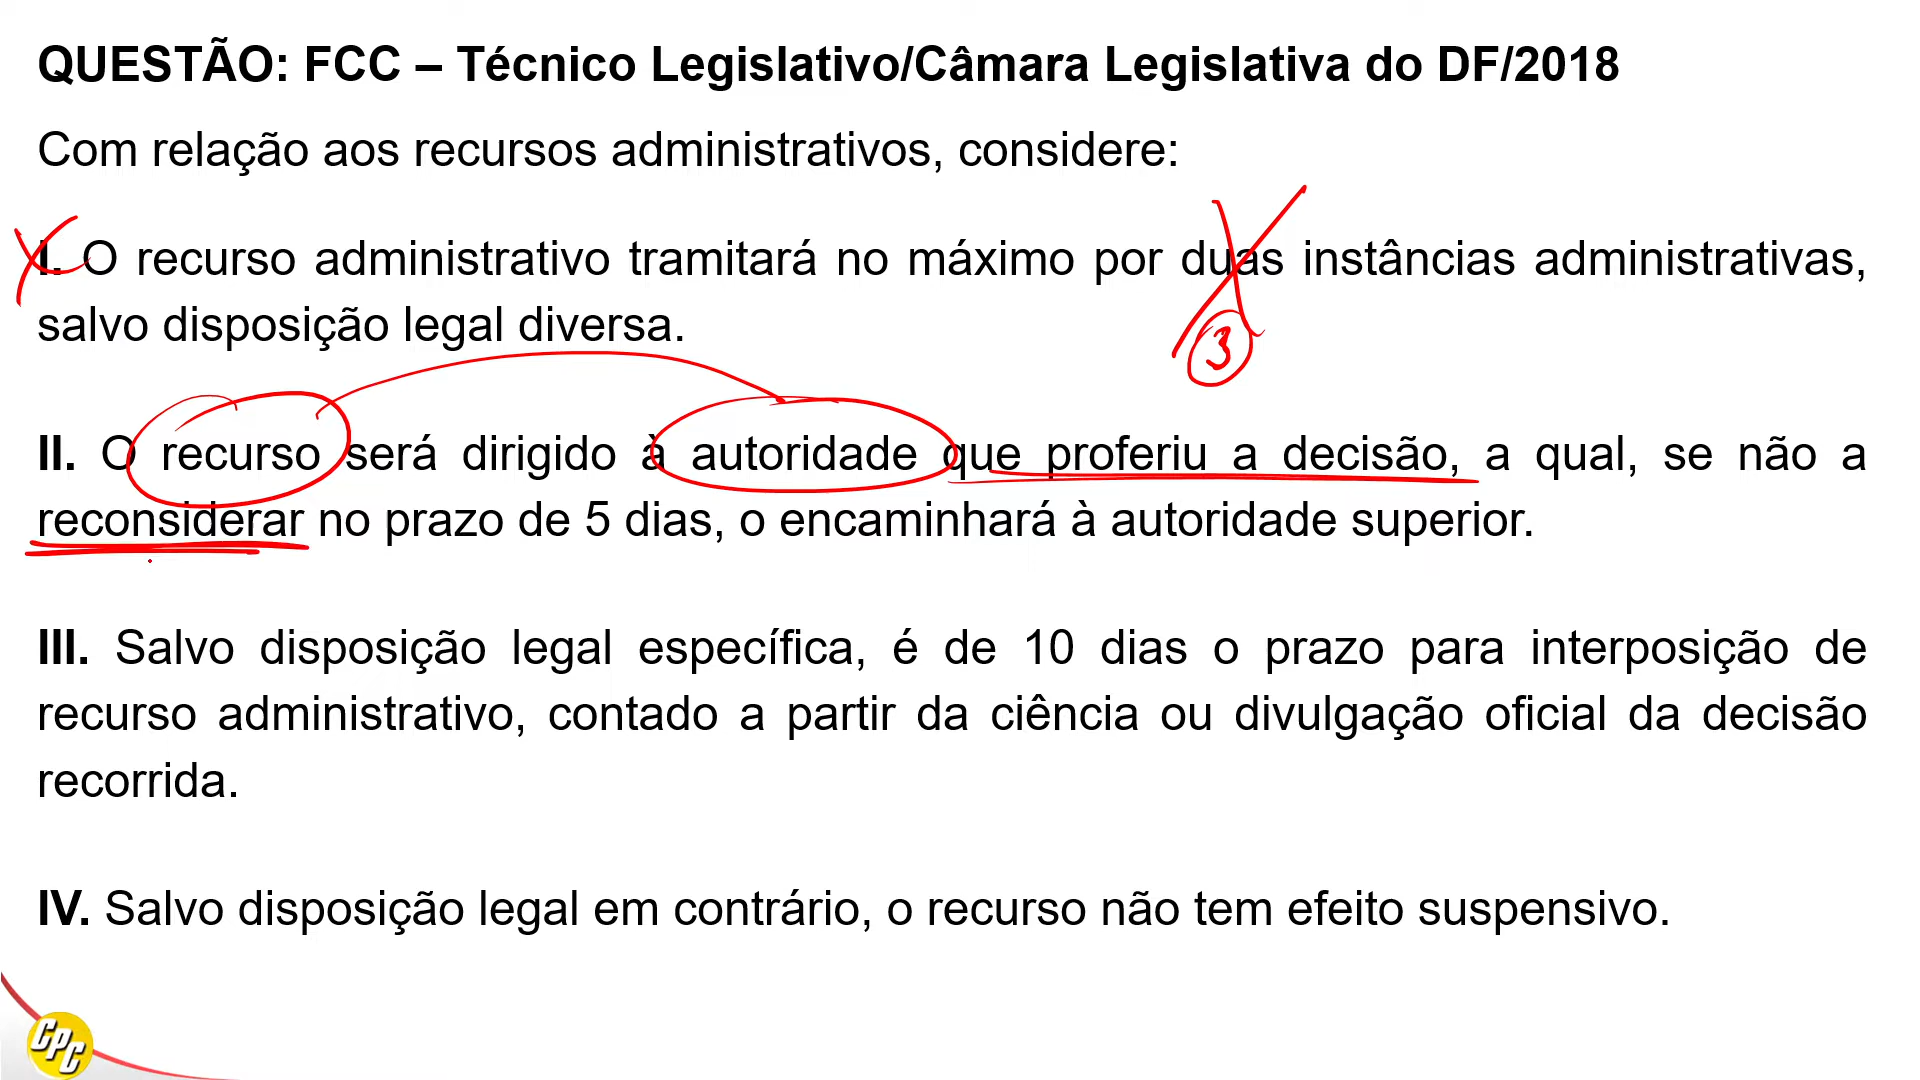 QUESTÃO: FCC – Técnico Legislativo/Câmara Legislativa do DF/2018
Com relação aos recursos administrativos, considere:
I. O recurso administrativo tramitará no máximo por duas instâncias administrativas,
salvo disposição legal diversa.
3
II. O recurso será dirigido à autoridade que proferiu a decisão, a qual, se não a
reconsiderar no prazo de 5 dias, o encaminhará à autoridade superior.
III. Salvo disposição legal específica, é de 10 dias o prazo para interposição de
recurso administrativo, contado a partir da ciência ou divulgação oficial da decisão
recorrida.
IV. Salvo disposição legal em contrário, o recurso não tem efeito suspensivo.
CPC